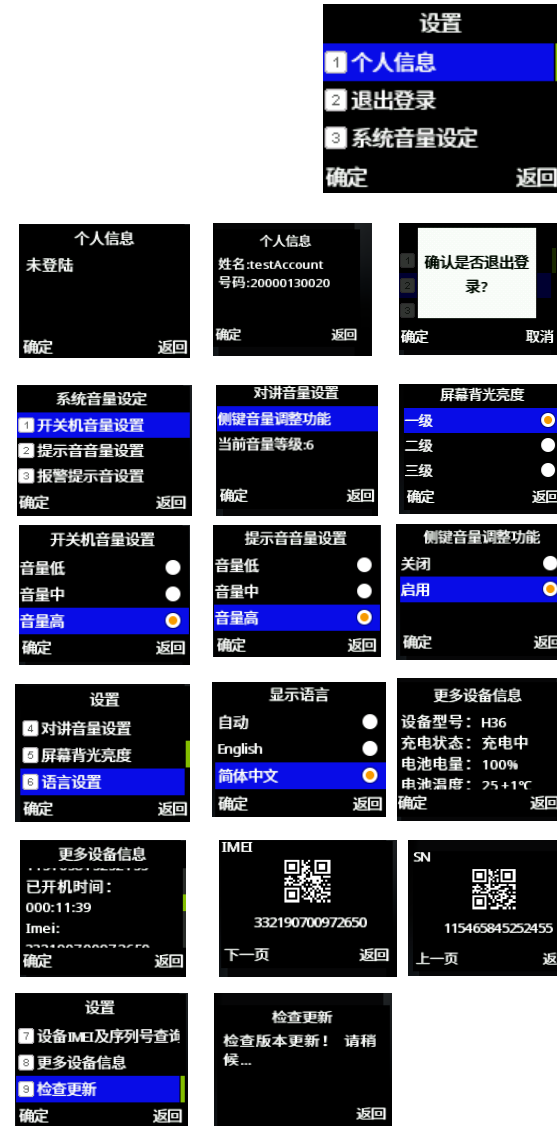 设置
1 个人信息
2 退出登录
3 系统音量设定
确定 返回
个人信息
未登陆
确定 返回
个人信息
姓名:testAccount
号码:20000130020
确定 返回
1
2
3
确认是否退出登
录?
确定 取消
系统音量设定
1 开关机音量设置
2 提示音音量设置
3 报警提示音设置
确定 返回
对讲音量设置
侧键音量调整功能
当前音量等级:6
确定 返回
屏幕背光亮度
一级
二级
三级
确定 返回
开关机音量设置
音量低
音量中
音量高
确定 返回
提示音音量设置
音量低
音量中
音量高
确定 返回
侧键音量调整功能
关闭
启用
确定 返回
设置
4 对讲音量设置
5 屏幕背光亮度
6 语言设置
确定 返回
显示语言
自动
English
简体中文
确定 返回
更多设备信息
设备型号：H36
充电状态：充电中
电池电量：100%
电池温度：25+1℃
确定 返回
更多设备信息
已开机时间：
000:11:39
Imei:
确定 返回
IMEI
332190700972650
下一页 返回
SN
115465845252455
上一页 返
设置
7 设备IMEI及序列号查询
8 更多设备信息
9 检查更新
确定 返回
检查更新
检查版本更新！ 请稍
候...
返回